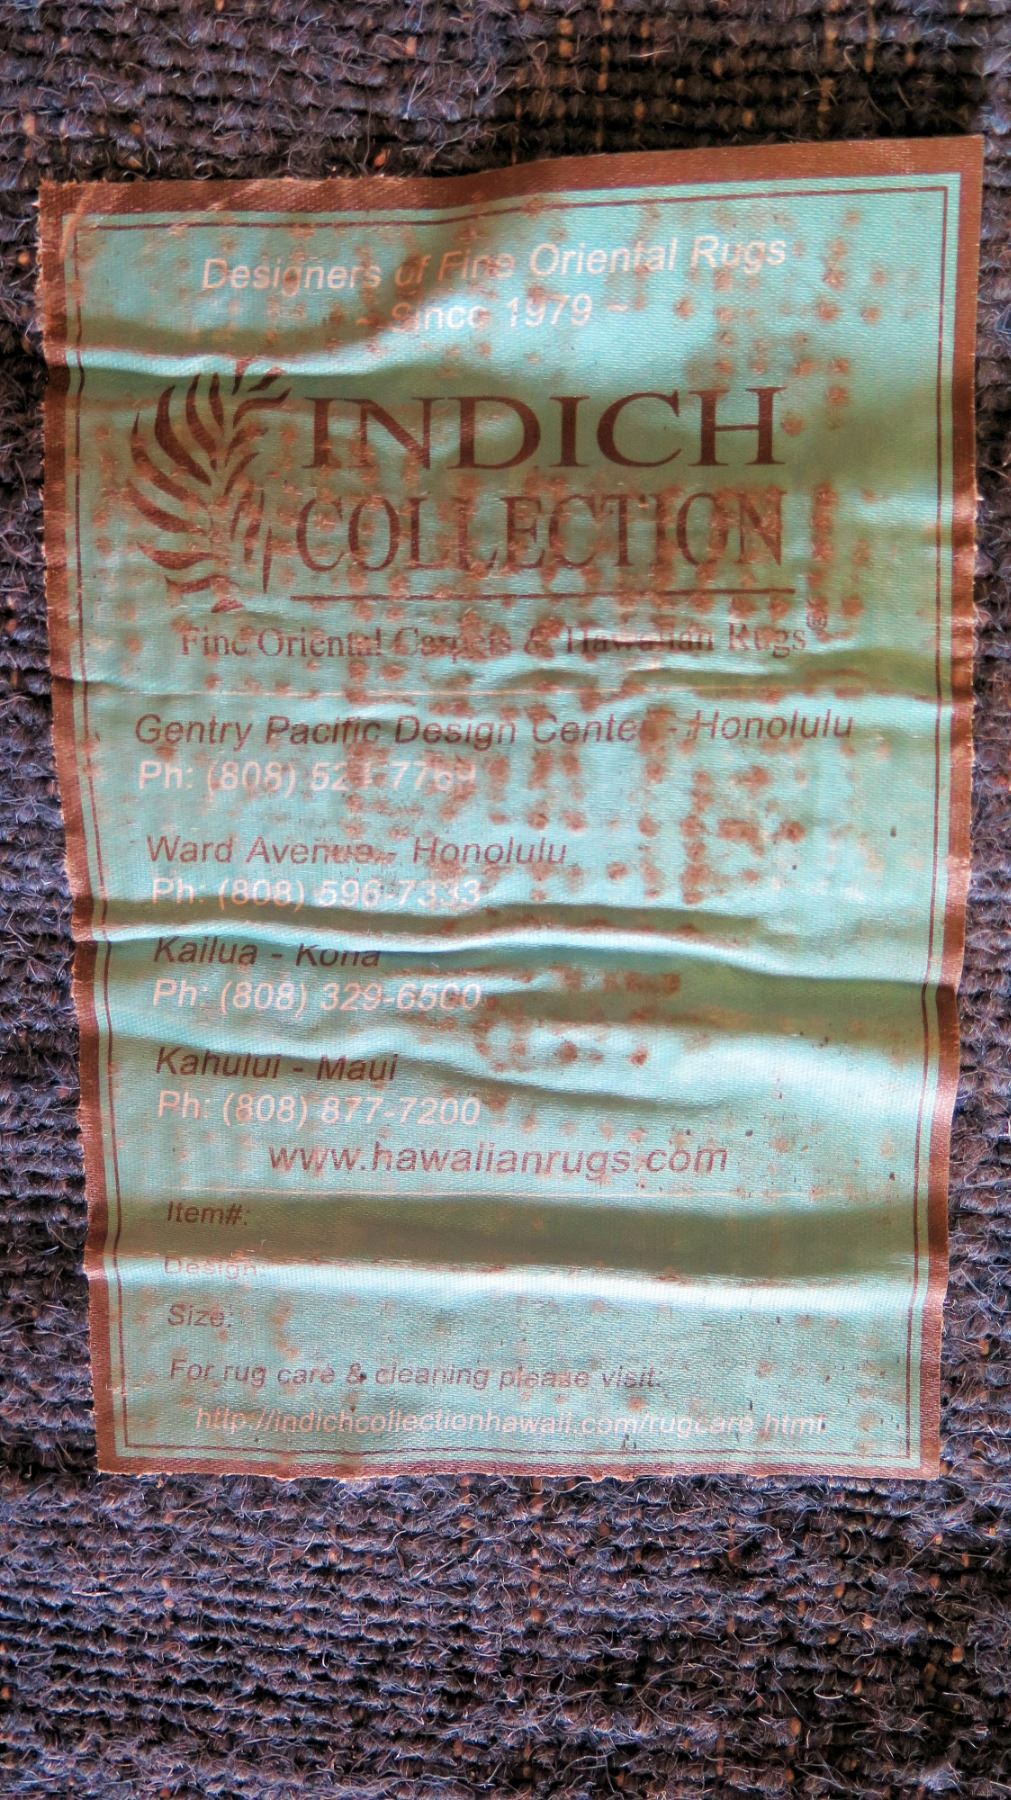 Designers of Fine Oriental Rugs
~ Since 1979 ~
INDICH
COLLECTION
Fine Oriental Carpets & Hawaiian Rugs®
Gentry Pacific Design Center - Honolulu
Ph: (808)
Ward Avenue - Honolulu
Ph: (808) 596-7333
Kailua - Kona
Ph: (808) 329-6500
Kahului - Maui
Ph: (808) 877-7200
www.hawaiianrugs.com
Item#:
Design:
Size:
For rug care & cleaning please visit:
http://indichcollectionhawaii.com/rugcare.html